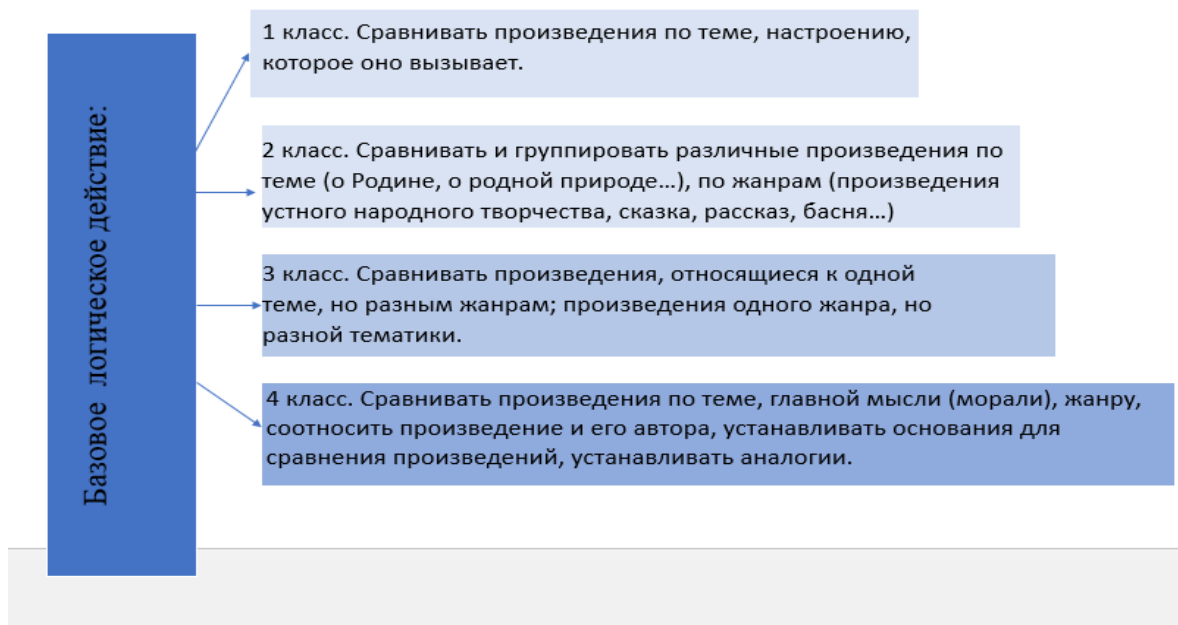 Базовое логическое действие:
1 класс. Сравнивать произведения по теме, настроению,
которое оно вызывает.
2 класс. Сравнивать и группировать различные произведения по
теме (о Родине, о родной природе…), по жанрам (произведения
устного народного творчества, сказка, рассказ, басня…)
3 класс. Сравнивать произведения, относящиеся к одной
теме, но разным жанрам; произведения одного жанра, но
разной тематики.
4 класс. Сравнивать произведения по теме, главной мысли (морали), жанру,
соотносить произведение и его автора, устанавливать основания для
сравнения произведений, устанавливать аналогии.